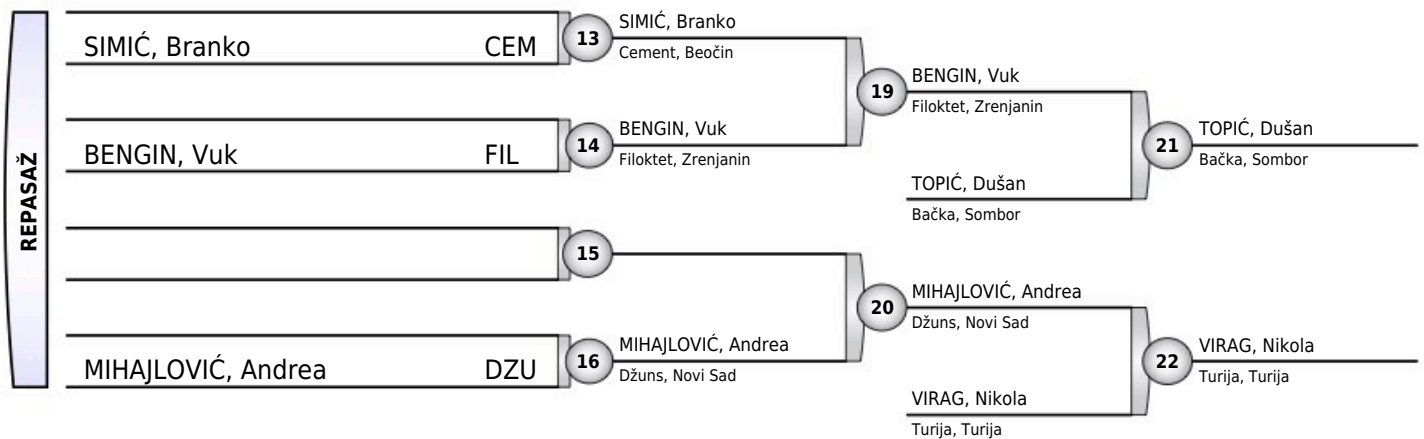 REPASAŽ
SIMIĆ, Branko CEM
BENGIN, Vuk FIL
MIHAJLOVIĆ, Andrea DZU
13
SIMIĆ, Branko
Cement, Beočin
14
BENGIN, Vuk
Filoktet, Zrenjanin
15
16
MIHAJLOVIĆ, Andrea
Džuns, Novi Sad
19
BENGIN, Vuk
Filoktet, Zrenjanin
TOPIĆ, Dušan
Bačka, Sombor
20
MIHAJLOVIĆ, Andrea
Džuns, Novi Sad
VIRAG, Nikola
Turija, Turija
21
TOPIĆ, Dušan
Bačka, Sombor
22
VIRAG, Nikola
Turija, Turija